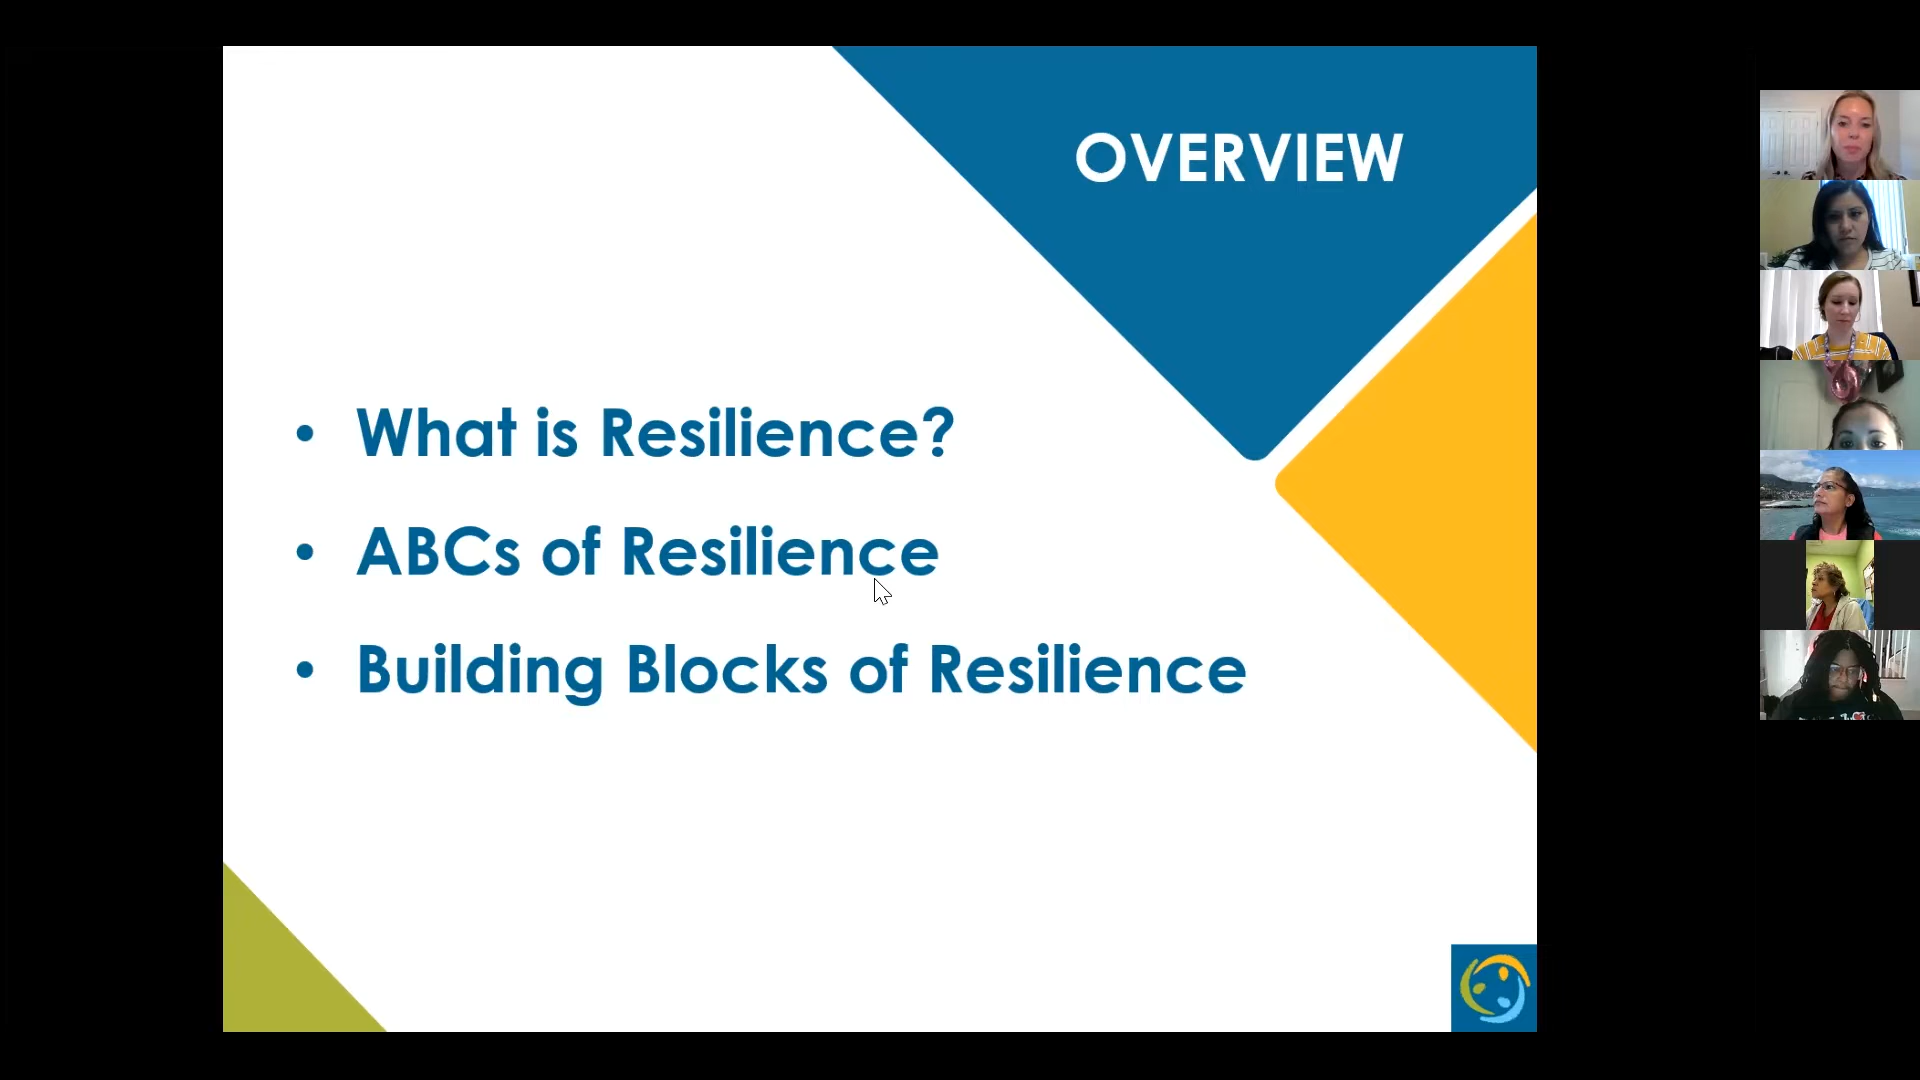 OVERVIEW
• What is Resilience?
• ABCs of Resilience
• Building Blocks of Resilience